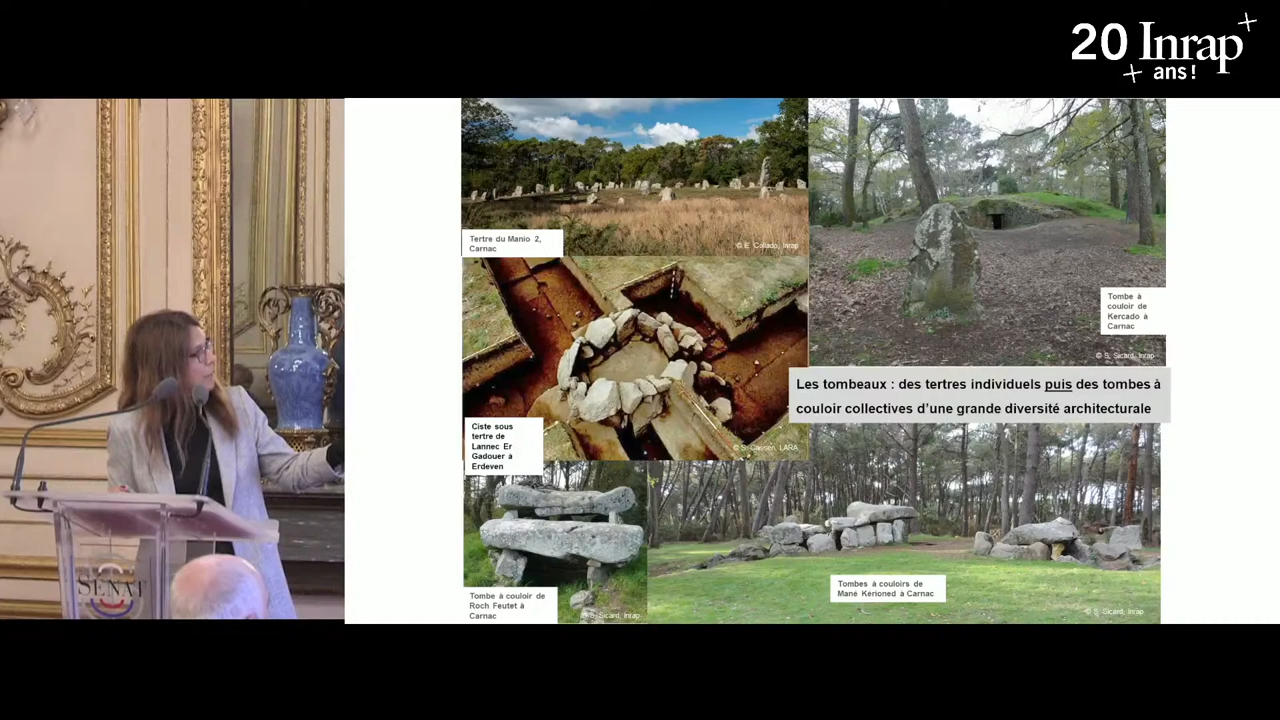 20 Inrap
ans !
Tertre du Manio 2,
Carnac
© E. Collado, Inrap
Tombe à
couloir de
Kercado à
Carnac
© S. Sicard, Inrap
Les tombeaux : des tertres individuels puis des tombes à
couloir collectives d'une grande diversité architecturale
Ciste sous
tertre de
Lannec Er
Gadouer à
Erdeven
© S. Cassen, LARA
Tombe à couloir de
Roch Feutet à
Carnac
© S. Sicard, Inrap
Tombes à couloirs de
Mané Kerioned à Carnac
© S. Sicard, Inrap
SENAT